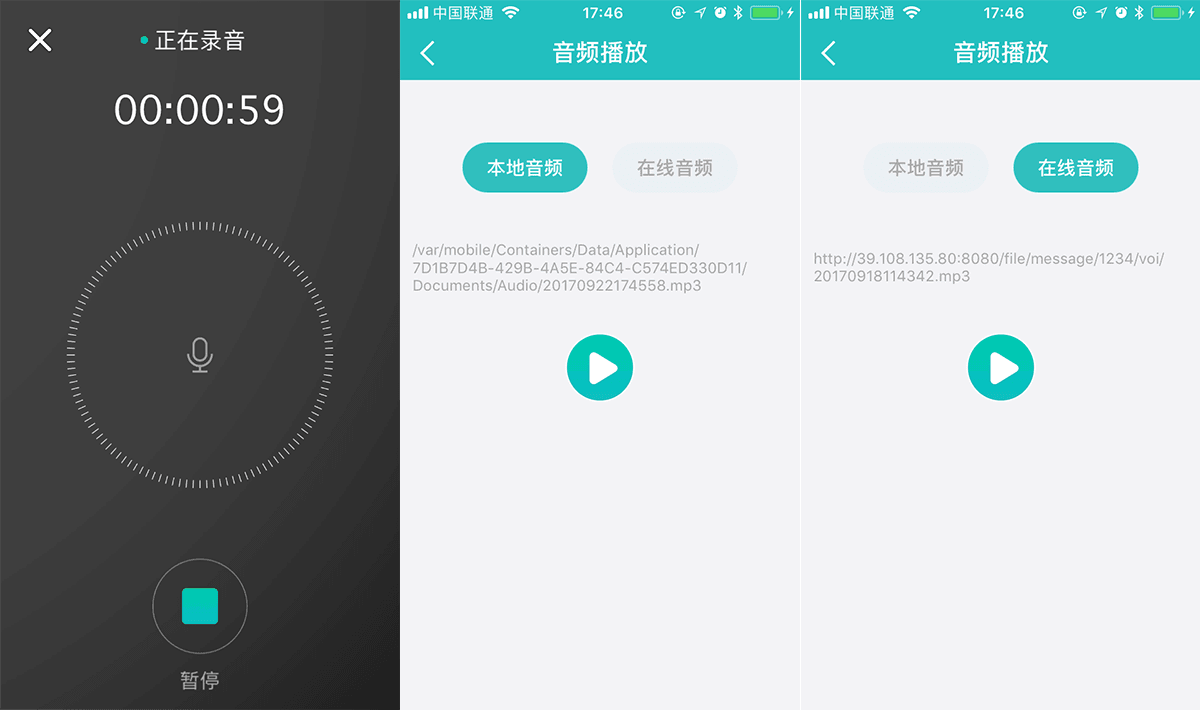 正在录音
00:00:59
暂停
中国联通 17:46
音频播放
本地音频 在线音频
/var/mobile/Containers/Data/Application/
7D1B7D4B-429B-4A5E-84C4-C574ED330D11/
Documents/Audio/20170922174558.mp3
中国联通 17:46
音频播放
本地音频 在线音频
http://39.108.135.80:8080/file/message/1234/voi/
20170918114342.mp3